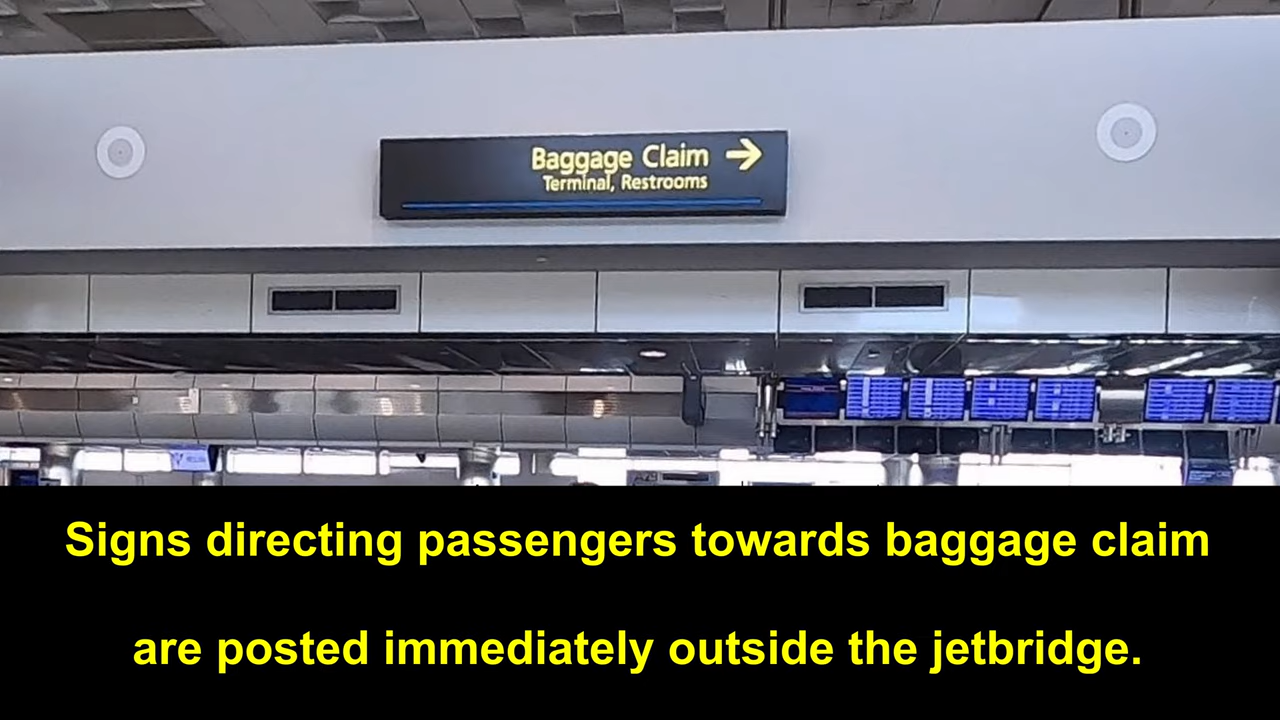 Baggage Claim →
Terminal, Restrooms
Signs directing passengers towards baggage claim
are posted immediately outside the jetbridge.